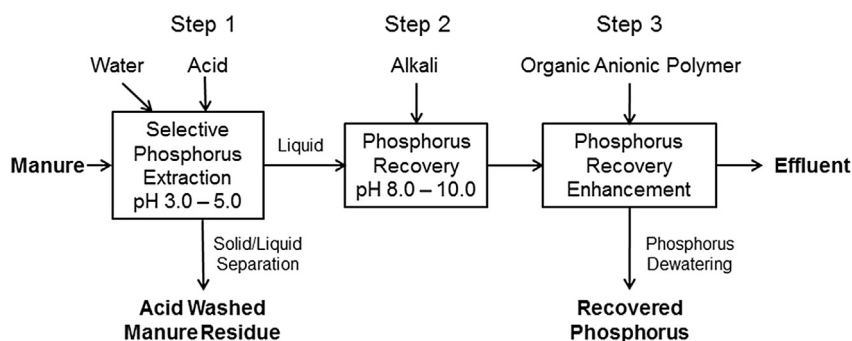 Step 1
Step 2
Step 3
Water
Acid
Alkali
Organic Anionic Polymer
Manure
Selective
Phosphorus
Extraction
pH 3.0 – 5.0
Liquid
Phosphorus
Recovery
pH 8.0 – 10.0
Phosphorus
Recovery
Enhancement
Effluent
Solid/Liquid
Separation
Phosphorus
Dewatering
Acid Washed
Manure Residue
Recovered
Phosphorus